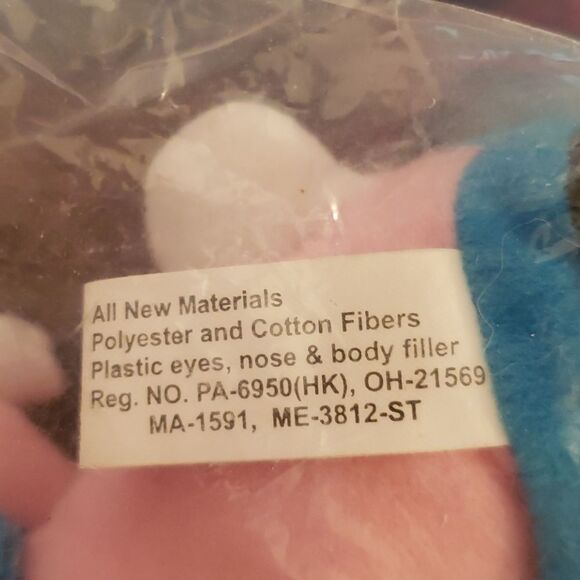 All New Materials
Polyester and Cotton Fibers
Plastic eyes, nose & body filler
Reg. NO. PA-6950(HK), OH-21569
MA-1591, ME-3812-ST